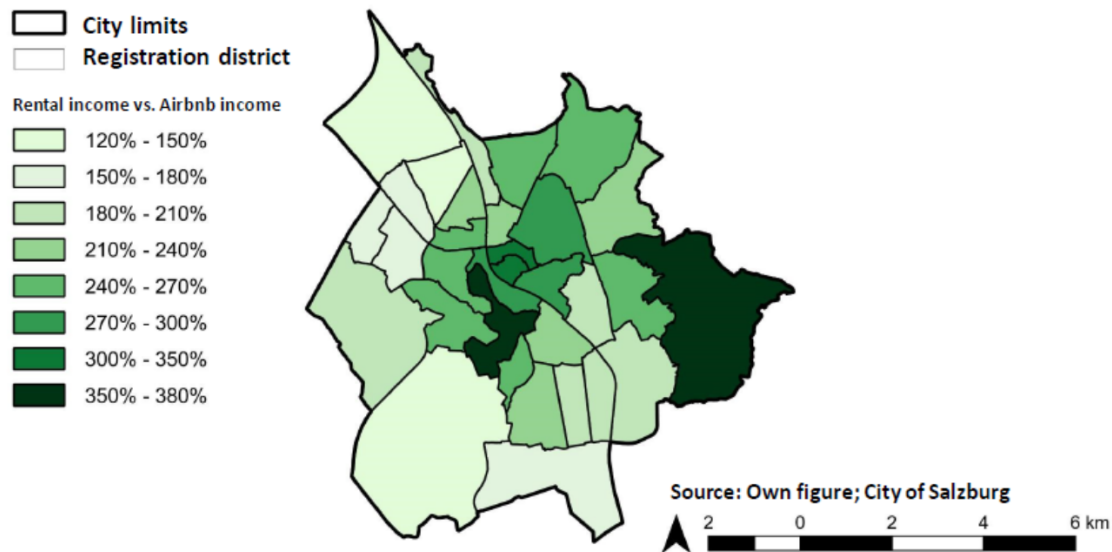 City limits
Registration district
Rental income vs. Airbnb income
120% - 150%
150% - 180%
180% - 210%
210% - 240%
240% - 270%
270% - 300%
300% - 350%
350% - 380%
Source: Own figure; City of Salzburg
2 0 2 4 6 km